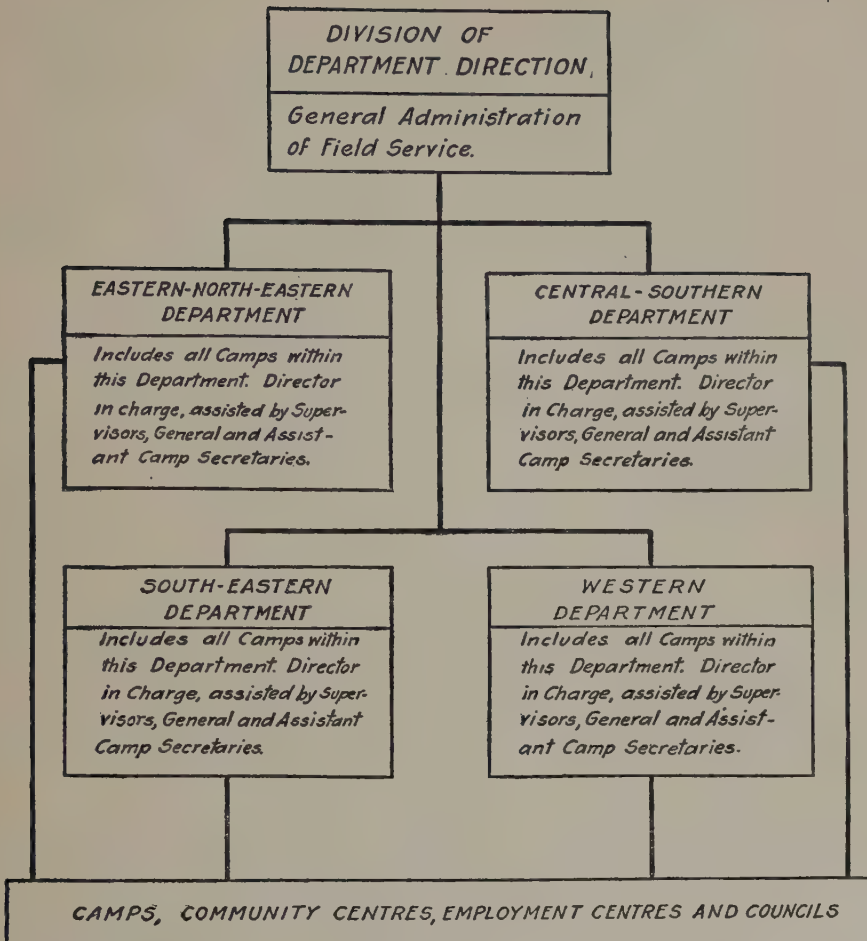 DIVISION OF
DEPARTMENT DIRECTION,
General Administration
of Field Service.
EASTERN-NORTH-EASTERN
DEPARTMENT
Includes all Camps within
this Department. Director
in charge, assisted by Super-
visors, General and Assist-
ant Camp Secretaries.
CENTRAL-SOUTHERN
DEPARTMENT
Includes all Camps within
this Department. Director
in Charge, assisted by Super-
visors, General and Assistant
Camp Secretaries.
SOUTH-EASTERN
DEPARTMENT
Includes all Camps within
this Department. Director
in Charge, assisted by Super-
visors, General and Assistant
Camp Secretaries.
WESTERN
DEPARTMENT
Includes all Camps within
this Department. Director
in Charge, assisted by Super-
visors, General and Assist-
ant Camp Secretaries.
CAMPS, COMMUNITY CENTRES, EMPLOYMENT CENTRES AND COUNCILS